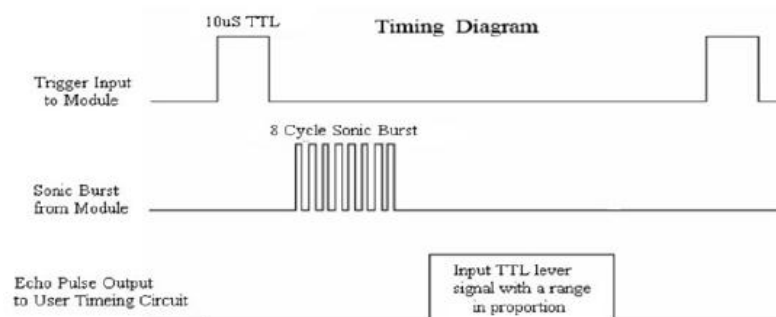 10uS TTL
Timing Diagram
Trigger Input
to Module
8 Cycle Sonic Burst
Sonic Burst
from Module
Echo Pulse Output
to User Timeing Circuit
Input TTL lever
signal with a range
in proportion